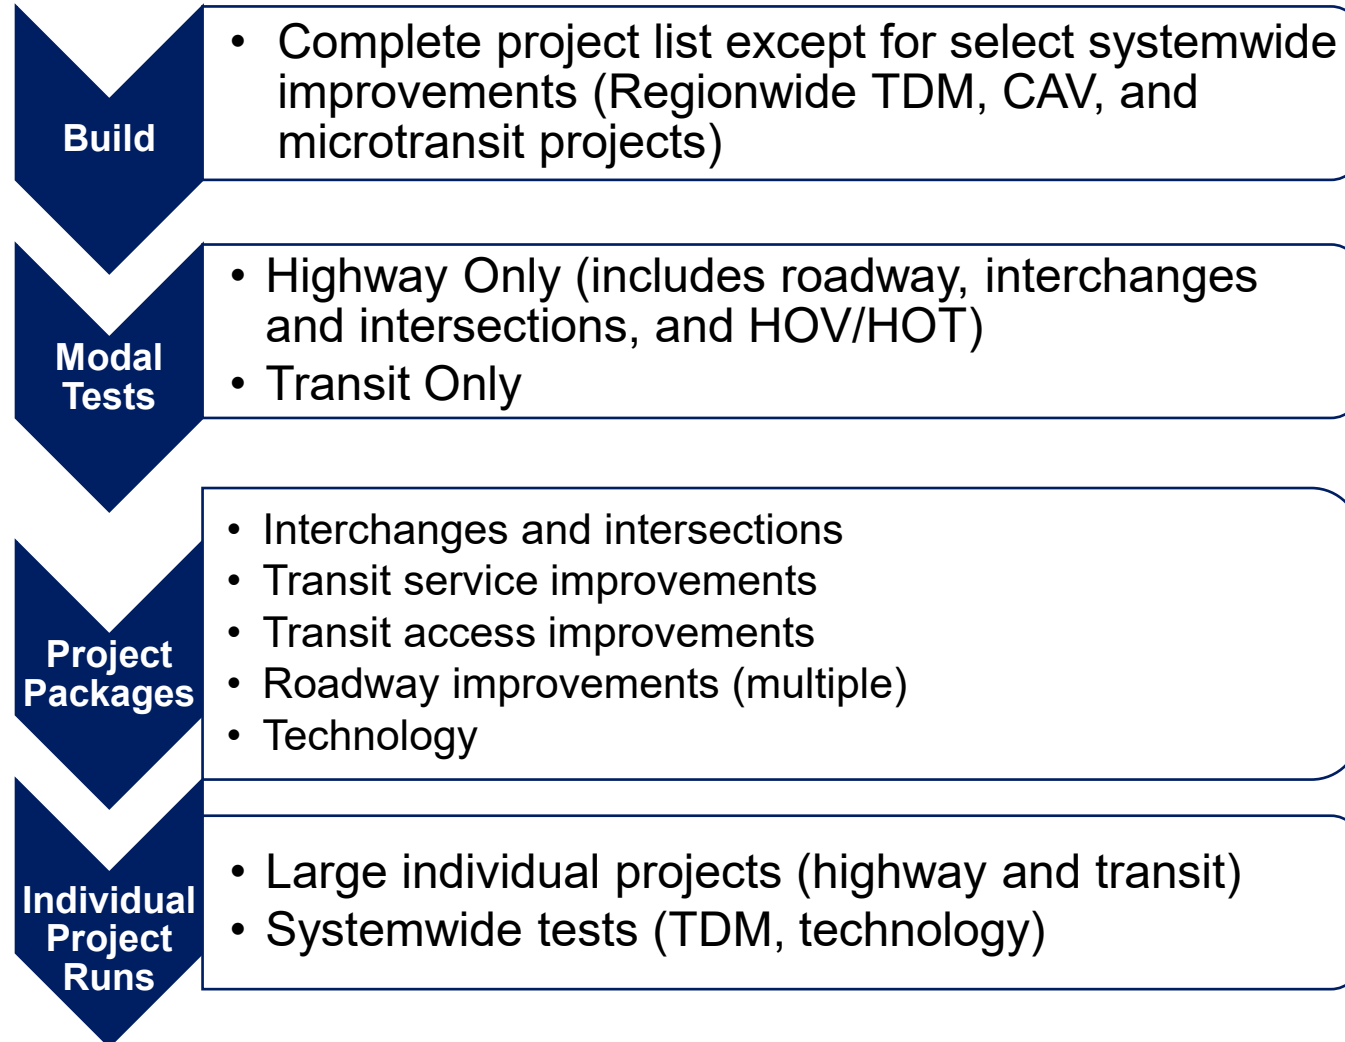 Build
• Complete project list except for select systemwide
improvements (Regionwide TDM, CAV, and
microtransit projects)
Modal
Tests
• Highway Only (includes roadway, interchanges
and intersections, and HOV/HOT)
• Transit Only
Project
Packages
• Interchanges and intersections
• Transit service improvements
• Transit access improvements
• Roadway improvements (multiple)
• Technology
Individual
Project
Runs
• Large individual projects (highway and transit)
• Systemwide tests (TDM, technology)